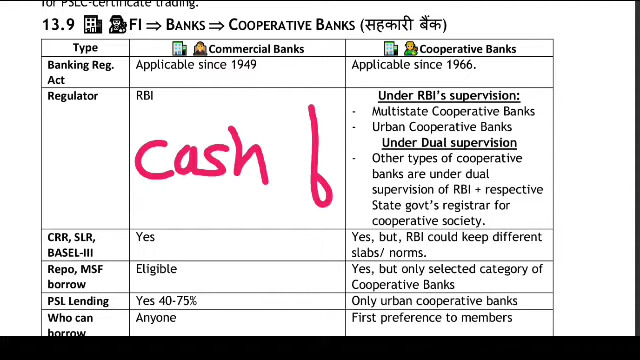 for PSLC-certificate trading.
13.9 FI ⇒ BANKS ⇒ COOPERATIVE BANKS (सहकारी बैंक)
Type Commercial Banks Cooperative Banks
Banking Reg. Act Applicable since 1949 Applicable since 1966.
Regulator RBI Under RBI's supervision:
- Multistate Cooperative Banks
- Urban Cooperative Banks
Under Dual supervision
- Other types of cooperative
banks are under dual
supervision of RBI + respective
State govt's registrar for
cooperative society.
cash
CRR, SLR, BASEL-III Yes Yes, but, RBI could keep different
slabs/ norms.
Repo, MSF borrow Eligible Yes, but only selected category of
Cooperative Banks
PSL Lending Yes 40-75% Only urban cooperative banks
Who can borrow Anyone First preference to members